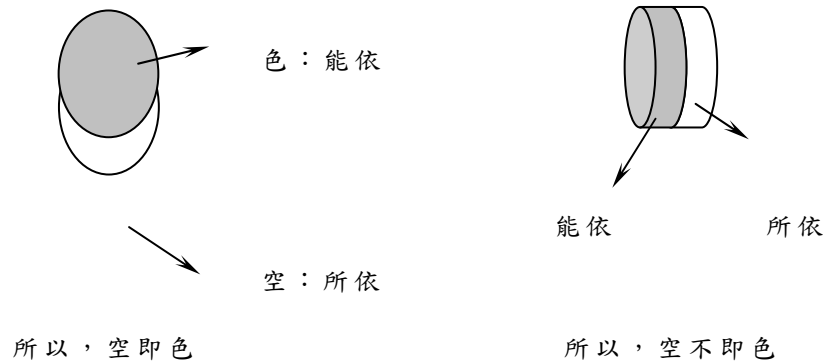 色：能依
能依
所依
空：所依
所以，空即色
所以，空不即色